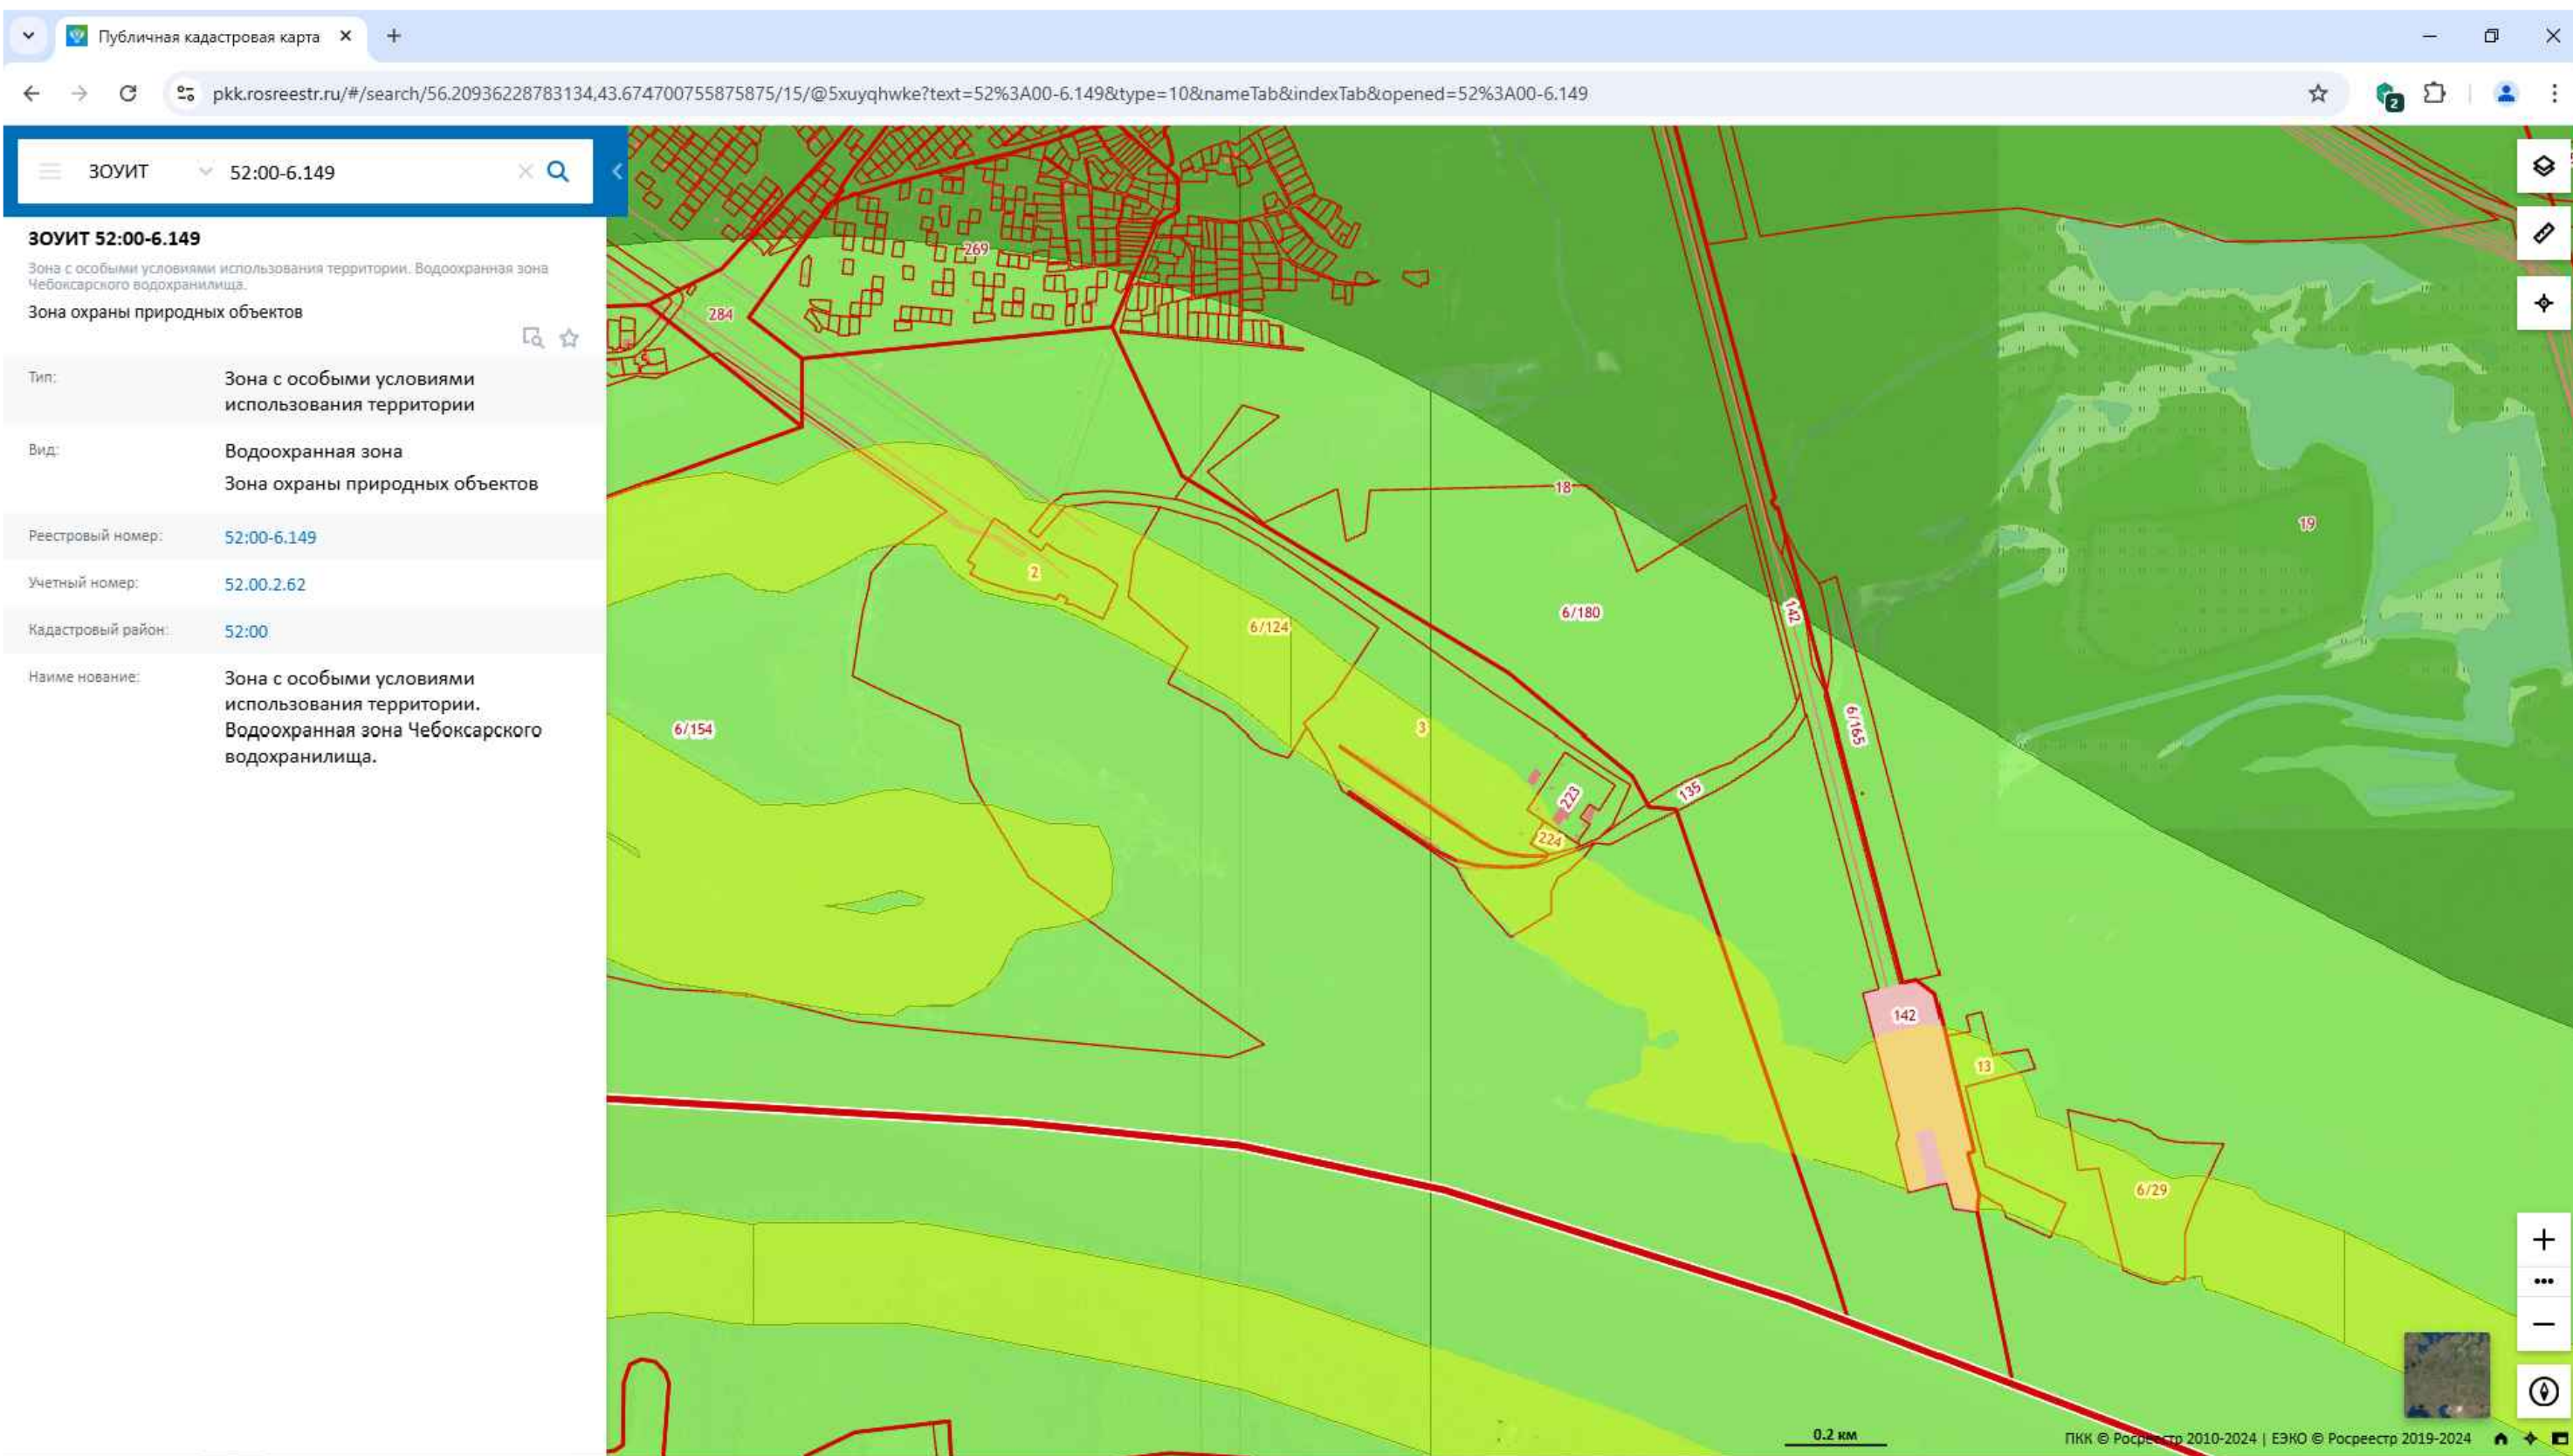 Публичная кадастровая карта
pkk.rosreestr.ru/#/search/56.20936228783134,43.674700755875875/15/@5xuyqhwke?text=52%3A00-6.149&type=10&nameTab&indexTab&opened=52%3A00-6.149
2
ЗОУИТ 52:00-6.149
ЗОУИТ 52:00-6.149
Зона с особыми условиями использования территории. Водоохранная зона
Чебоксарского водохранилища.
Зона охраны природных объектов
Тип: Зона с особыми условиями
использования территории
Вид: Водоохранная зона
Зона охраны природных объектов
Реестровый номер: 52:00-6.149
Учетный номер: 52.00.2.62
Кадастровый район: 52:00
Наиме нование: Зона с особыми условиями
использования территории.
Водоохранная зона Чебоксарского
водохранилища.
269
284
18
19
2
6/124
6/180
142
6/165
6/154
3
223
135
224
142
13
6/29
0.2 км
ПКК © Росреестр 2010-2024 | ЕЭКО © Росреестр 2019-2024